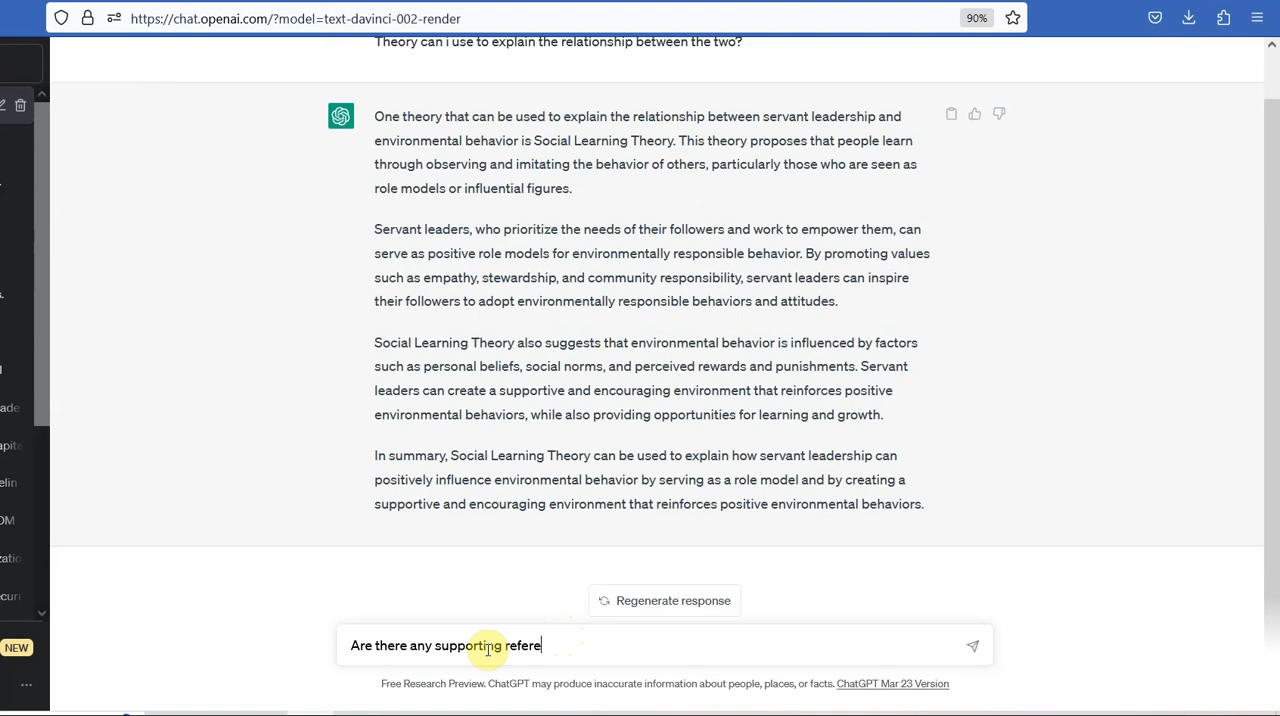 https://chat.openai.com/?model=text-davinci-002-render
90%
Theory can i use to explain the relationship between the two?
One theory that can be used to explain the relationship between servant leadership and
environmental behavior is Social Learning Theory. This theory proposes that people learn
through observing and imitating the behavior of others, particularly those who are seen as
role models or influential figures.
Servant leaders, who prioritize the needs of their followers and work to empower them, can
serve as positive role models for environmentally responsible behavior. By promoting values
such as empathy, stewardship, and community responsibility, servant leaders can inspire
their followers to adopt environmentally responsible behaviors and attitudes.
Social Learning Theory also suggests that environmental behavior is influenced by factors
such as personal beliefs, social norms, and perceived rewards and punishments. Servant
leaders can create a supportive and encouraging environment that reinforces positive
environmental behaviors, while also providing opportunities for learning and growth.
In summary, Social Learning Theory can be used to explain how servant leadership can
positively influence environmental behavior by serving as a role model and by creating a
supportive and encouraging environment that reinforces positive environmental behaviors.
ade
apita
elin
OM
zatio
ecuri
NEW
Regenerate response
Are there any supporting refere
Free Research Preview. ChatGPT may produce inaccurate information about people, places, or facts. ChatGPT Mar 23 Version